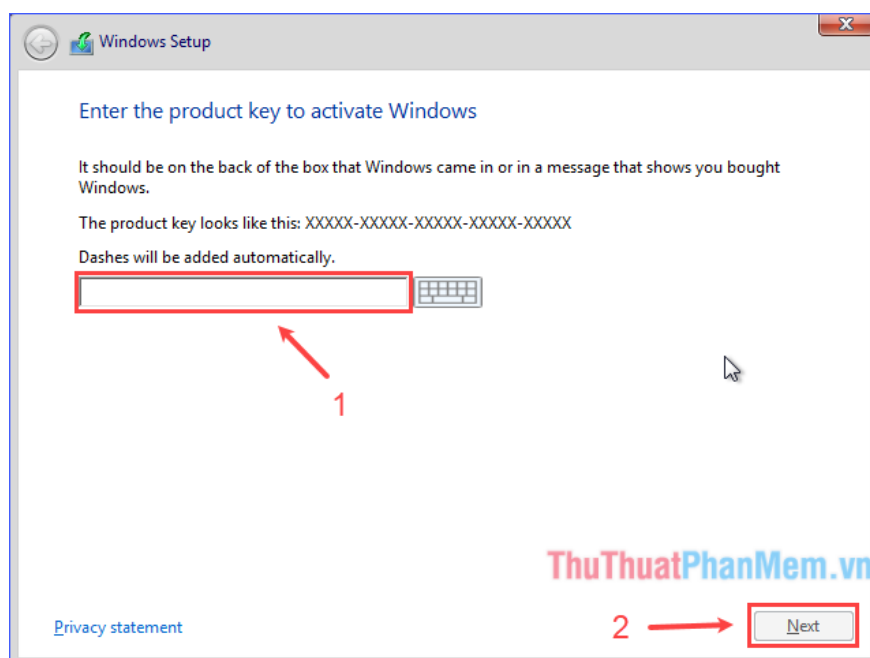 Windows Setup
Enter the product key to activate Windows
It should be on the back of the box that Windows came in or in a message that shows you bought
Windows.
The product key looks like this: XXXXX-XXXXX-XXXXX-XXXXX-XXXXX
Dashes will be added automatically.
1
ThuThuatPhanMem.vn
Privacy statement
2
Next